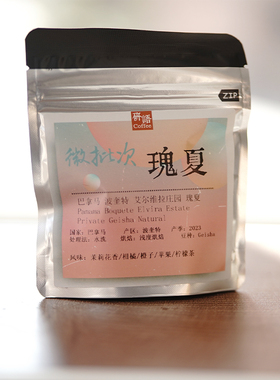 研语
Coffee
ZIP
微批次 瑰夏
巴拿马 波奎特 艾尔维拉庄园 瑰夏
Panama Boquete Elvira Estate
Private Geisha Natural
国家：巴拿马 产区：波奎特 产季：2023
处理法：水洗 烘焙：浅度烘焙 豆种：Geisha
风味：茉莉花香/柑橘/橙子/苹果/柠檬茶